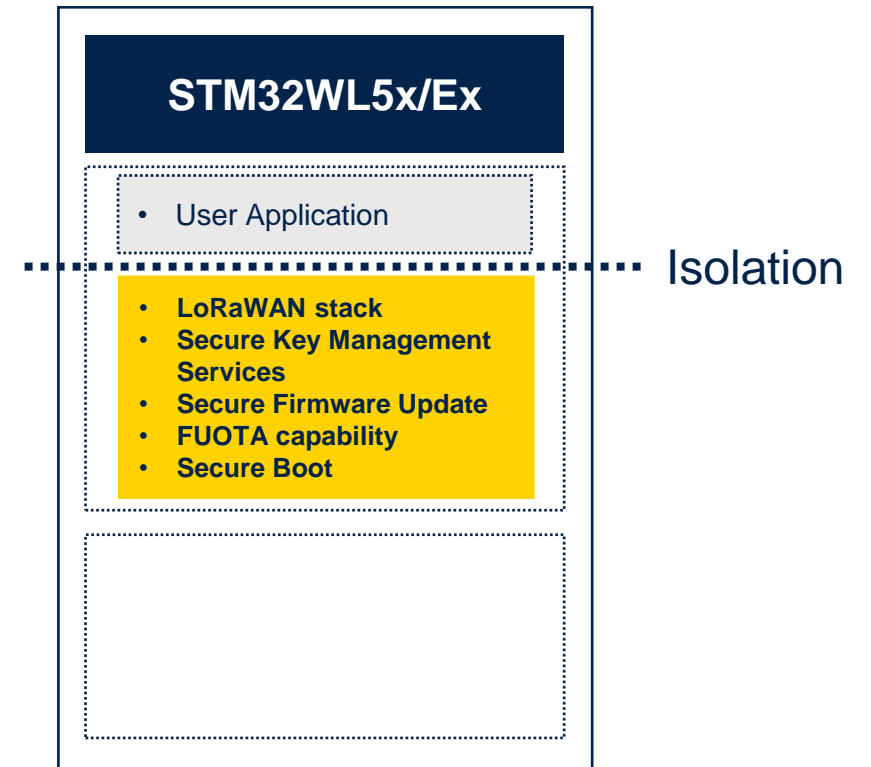 STM32WL5x/Ex
• User Application
Isolation
• LoRaWAN stack
• Secure Key Management
Services
• Secure Firmware Update
• FUOTA capability
• Secure Boot